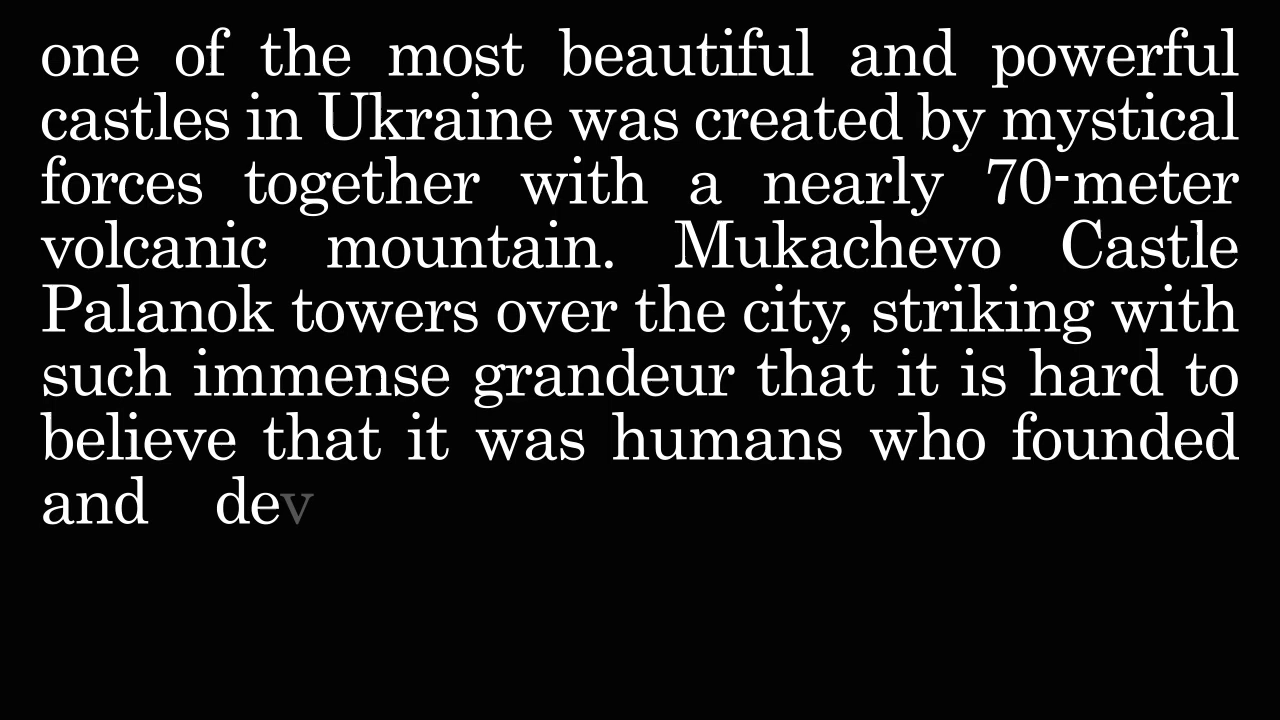 one of the most beautiful and powerful
castles in Ukraine was created by mystical
forces together with a nearly 70-meter
volcanic mountain. Mukachevo Castle
Palanok towers over the city, striking with
such immense grandeur that it is hard to
believe that it was humans who founded
and dev